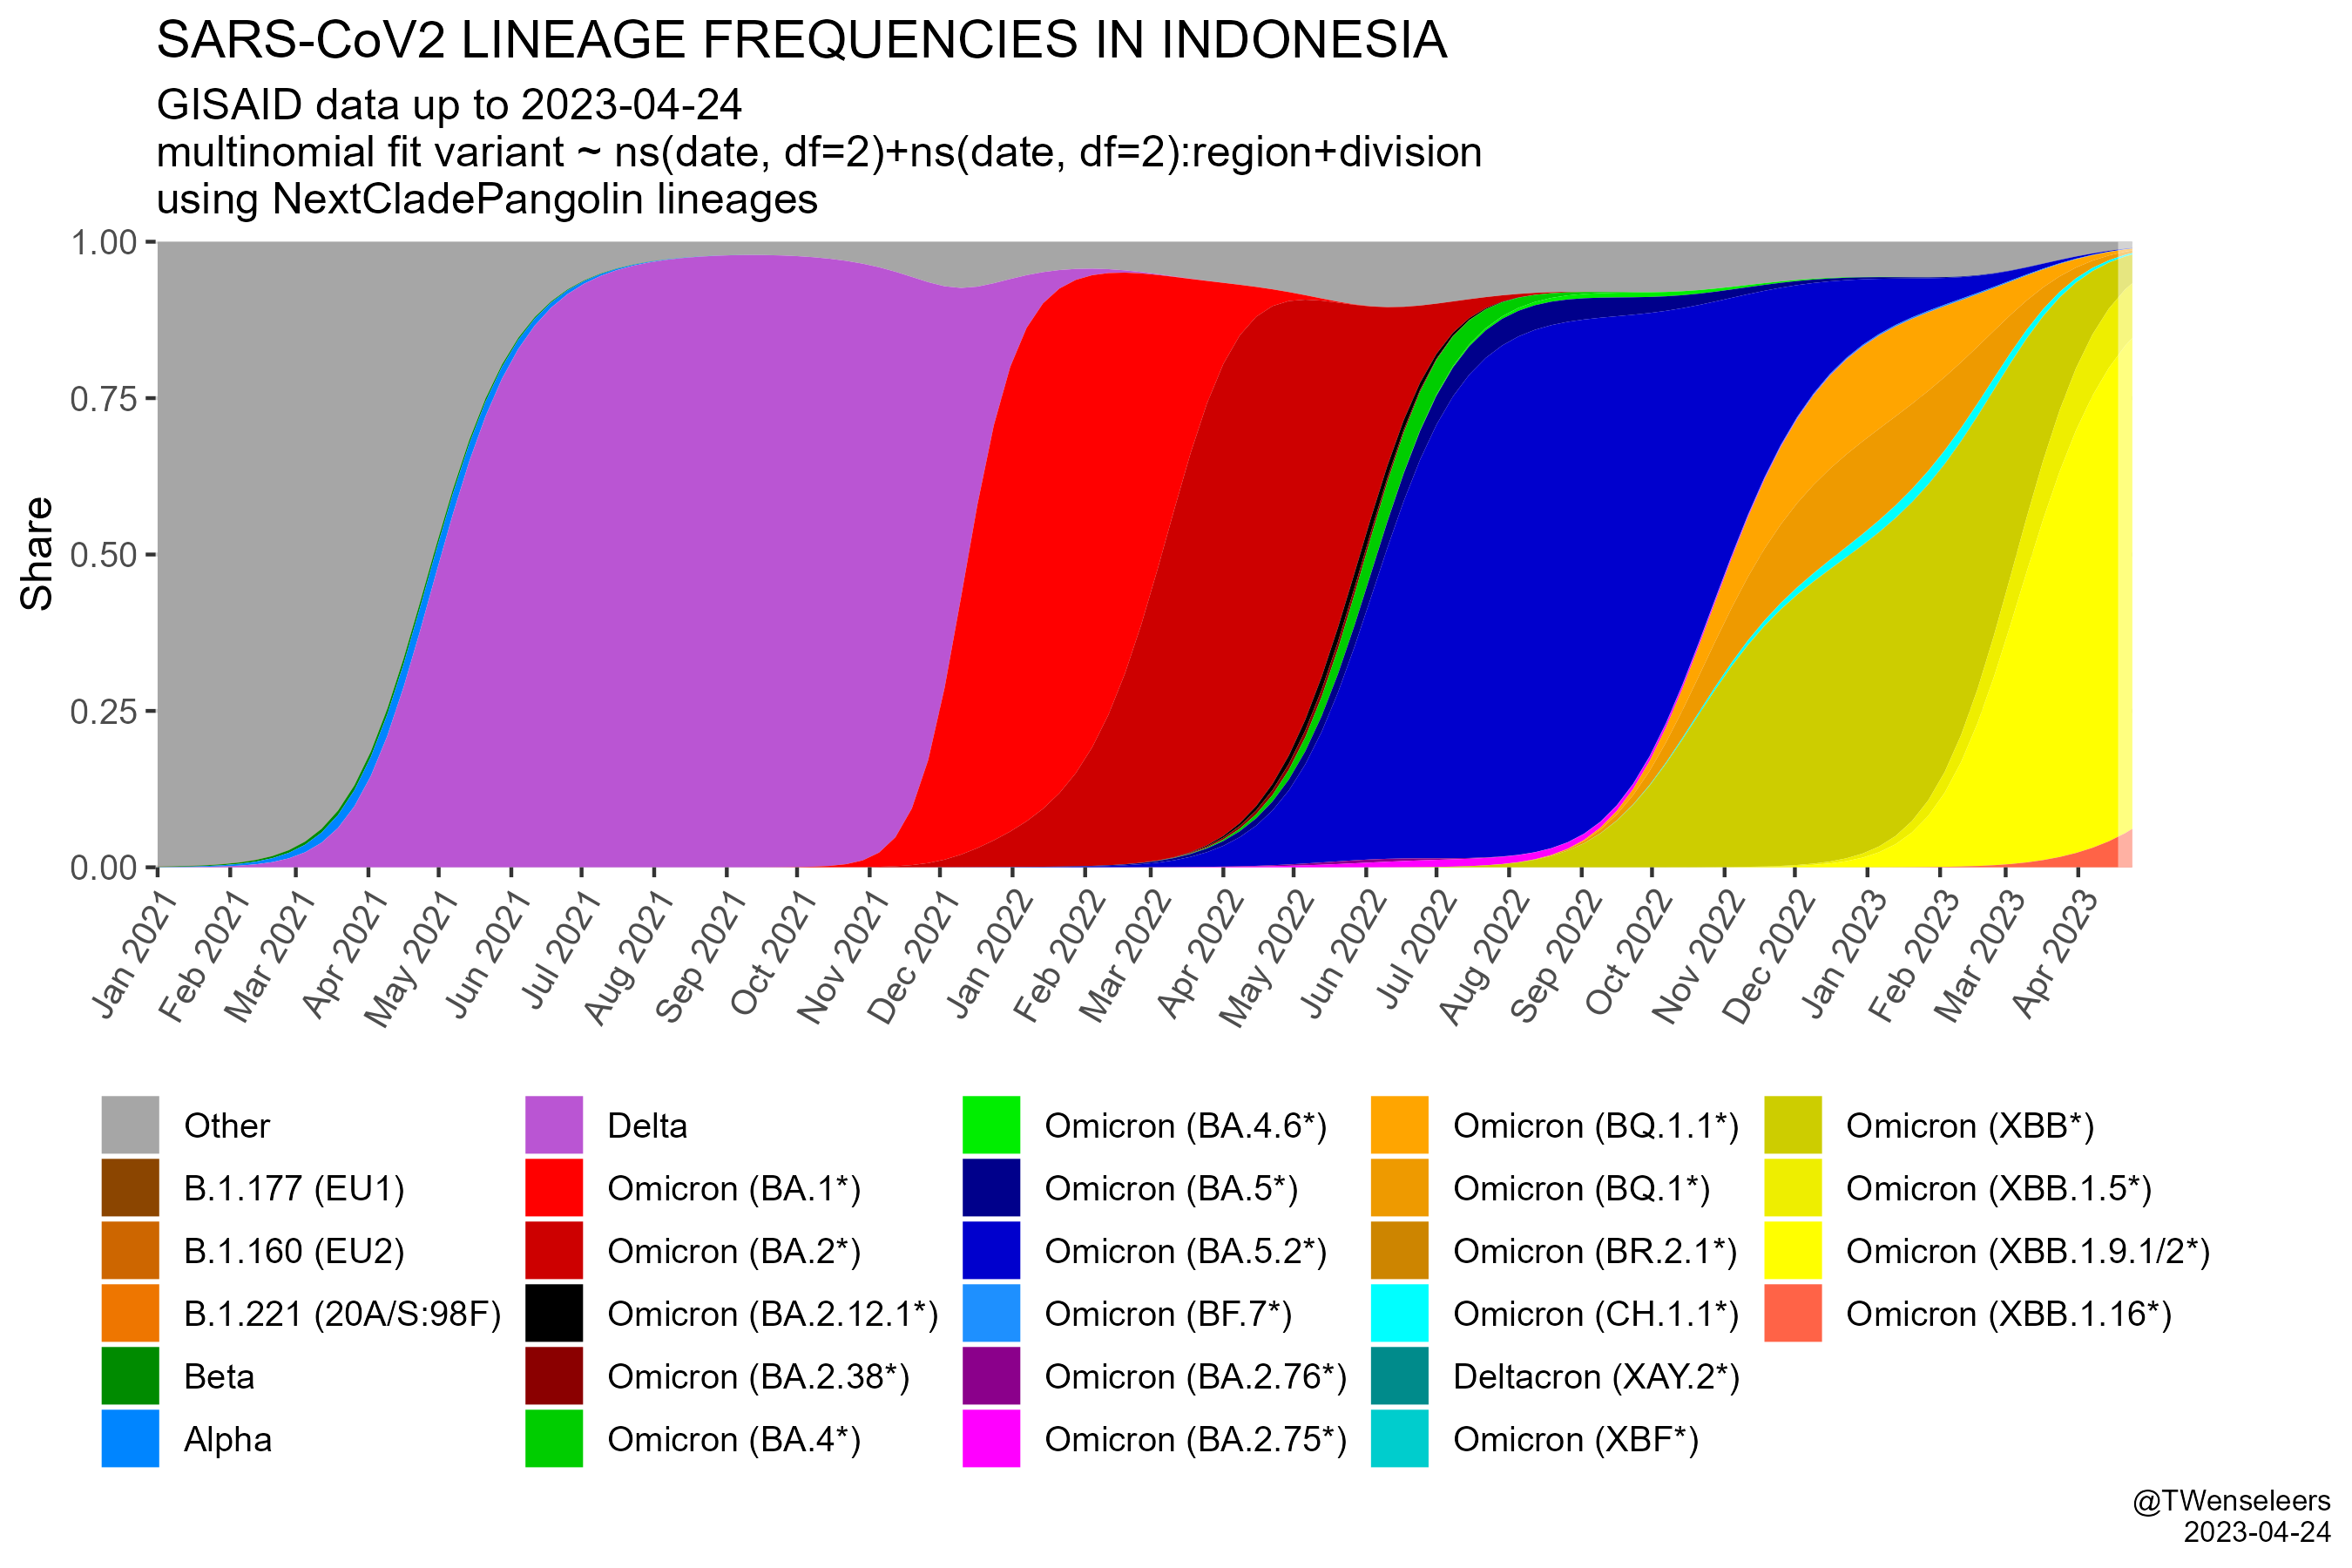 SARS-CoV2 LINEAGE FREQUENCIES IN INDONESIA
GISAID data up to 2023-04-24
multinomial fit variant ~ ns(date, df=2)+ns(date, df=2):region+division
using NextCladePangolin lineages
Share
1.00
0.75
0.50
0.25
0.00
Jan 2021
Feb 2021
Mar 2021
Apr 2021
May 2021
Jun 2021
Jul 2021
Aug 2021
Sep 2021
Oct 2021
Nov 2021
Dec 2021
Jan 2022
Feb 2022
Mar 2022
Apr 2022
May 2022
Jun 2022
Jul 2022
Aug 2022
Sep 2022
Oct 2022
Nov 2022
Dec 2022
Jan 2023
Feb 2023
Mar 2023
Apr 2023
Other
B.1.177 (EU1)
B.1.160 (EU2)
B.1.221 (20A/S:98F)
Beta
Alpha
Delta
Omicron (BA.1*)
Omicron (BA.2*)
Omicron (BA.2.12.1*)
Omicron (BA.2.38*)
Omicron (BA.4*)
Omicron (BA.4.6*)
Omicron (BA.5*)
Omicron (BA.5.2*)
Omicron (BF.7*)
Omicron (BA.2.76*)
Omicron (BA.2.75*)
Omicron (BQ.1.1*)
Omicron (BQ.1*)
Omicron (BR.2.1*)
Omicron (CH.1.1*)
Deltacron (XAY.2*)
Omicron (XBF*)
Omicron (XBB*)
Omicron (XBB.1.5*)
Omicron (XBB.1.9.1/2*)
Omicron (XBB.1.16*)
@TWenseleers
2023-04-24